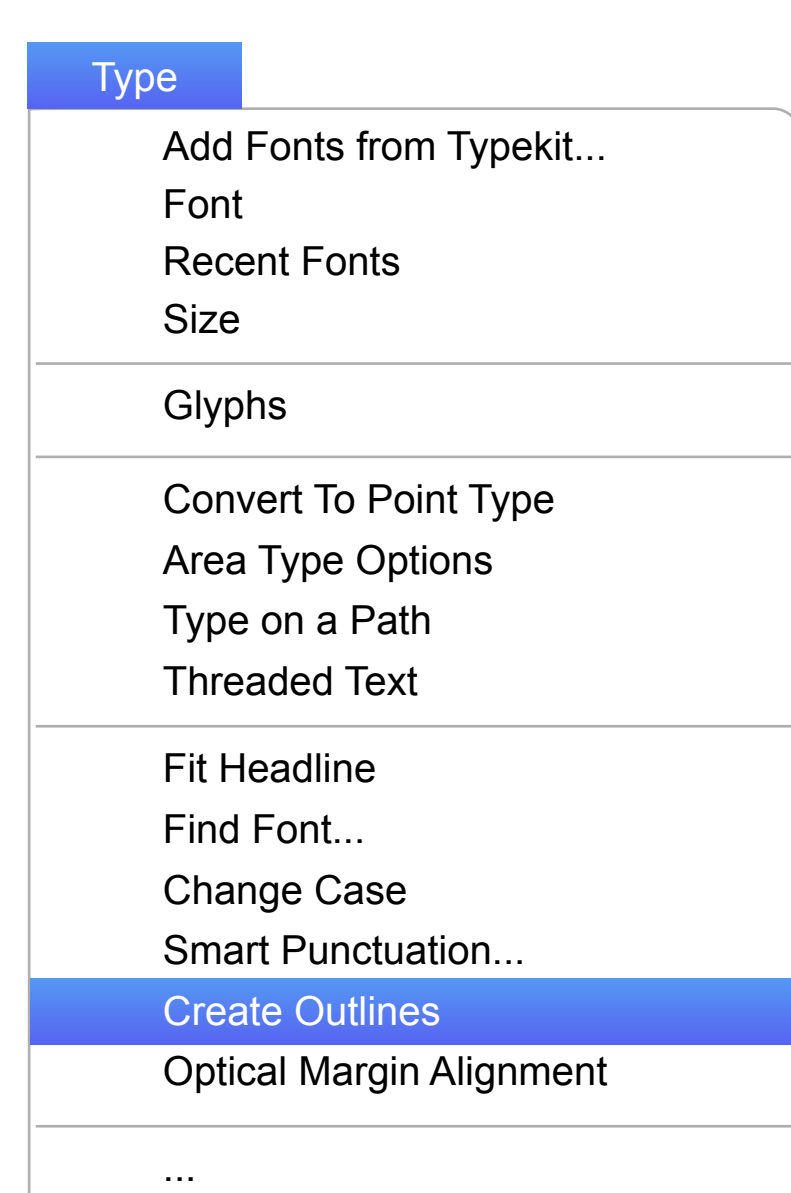 Type
Add Fonts from Typekit...
Font
Recent Fonts
Size
Glyphs
Convert To Point Type
Area Type Options
Type on a Path
Threaded Text
Fit Headline
Find Font...
Change Case
Smart Punctuation...
Create Outlines
Optical Margin Alignment
...